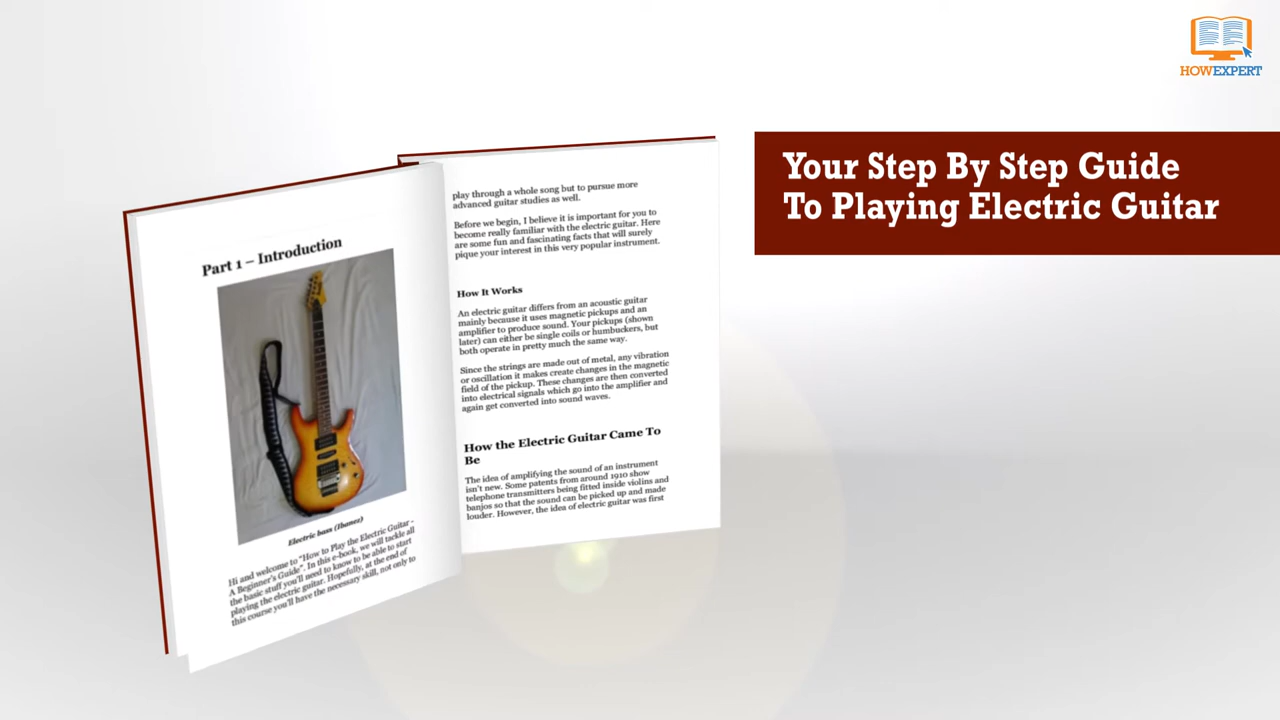 HOWEXPERT
Your Step By Step Guide
To Playing Electric Guitar
Part 1 – Introduction
Electric bass (Ibanez)
Hi and welcome to "How to Play the Electric Guitar -
A Beginner's Guide". In this e-book, we will tackle all
the basic stuff you'll need to know to be able to start
playing the electric guitar. Hopefully, at the end of
this course you'll have the necessary skill, not only to
play through a whole song but to pursue more
advanced guitar studies as well.
Before we begin, I believe it is important for you to
become really familiar with the electric guitar. Here
are some fun and fascinating facts that will surely
pique your interest in this very popular instrument.
How It Works
An electric guitar differs from an acoustic guitar
mainly because it uses magnetic pickups and an
amplifier to produce sound. Your pickups (shown
later) can either be single coils or humbuckers, but
both operate in pretty much the same way.
Since the strings are made out of metal, any vibration
or oscillation it makes create changes in the magnetic
field of the pickup. These changes are then converted
into electrical signals which go into the amplifier and
again get converted into sound waves.
How the Electric Guitar Came To
Be
The idea of amplifying the sound of an instrument
isn't new. Some patents from around 1910 show
telephone transmitters being fitted inside violins and
banjos so that the sound can be picked up and made
louder. However, the idea of electric guitar was first